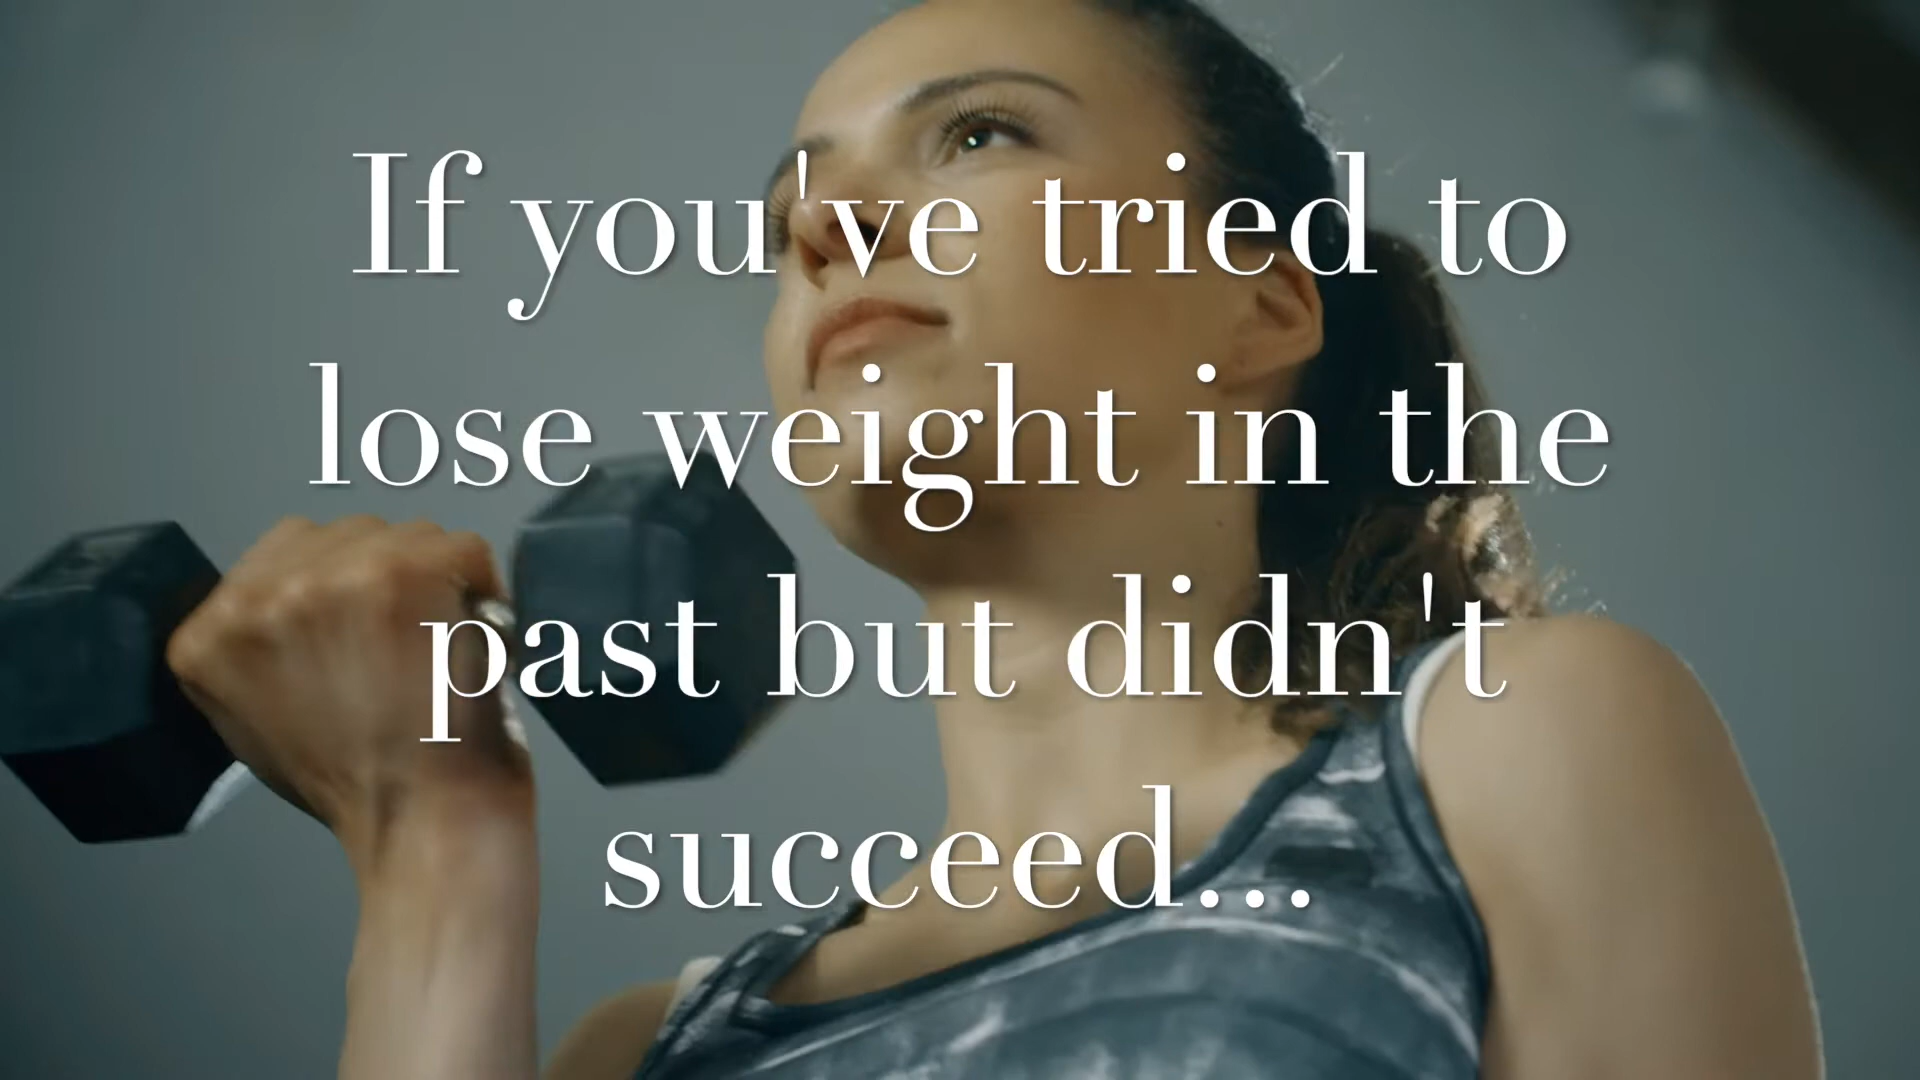 If you've tried to
lose weight in the
past but didn't
succeed...